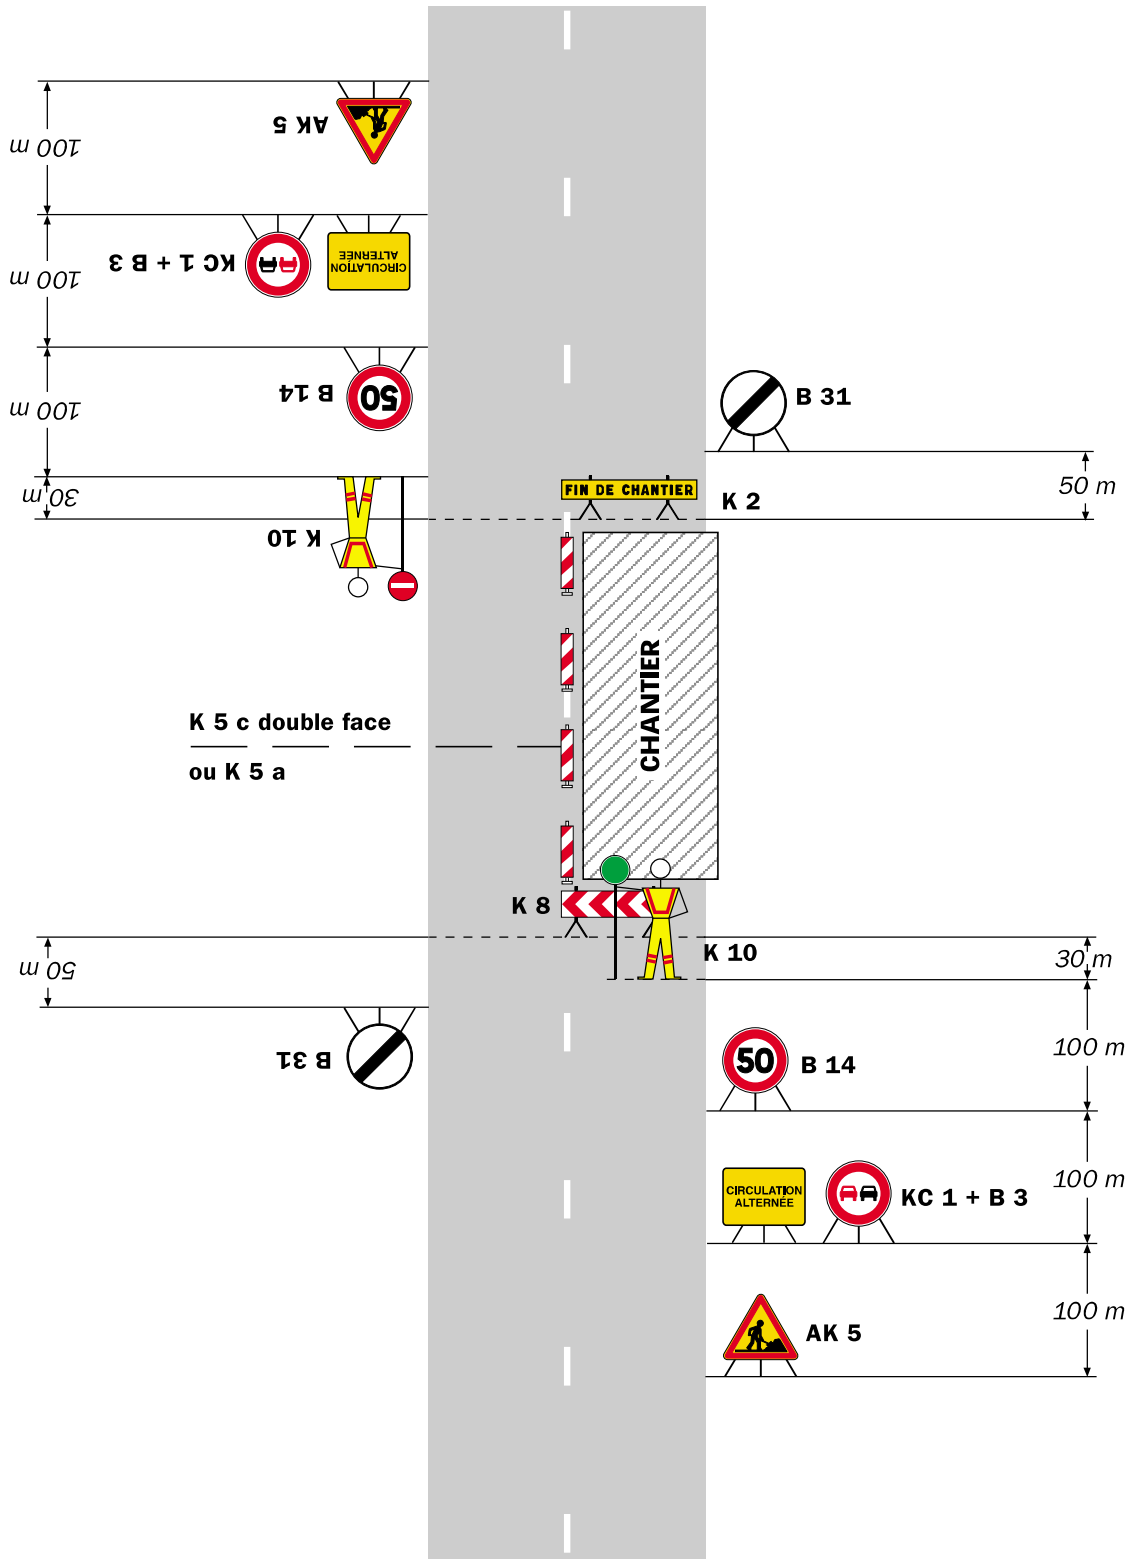 AK 5
100 m
KC 1 + B 3
CIRCULATION
ALTERNÉE
100 m
B 14
50
100 m
B 31
30 m
K 10
FIN DE CHANTIER
K 2
50 m
K 5 c double face
ou K 5 a
CHANTIER
K 8
K 10
30 m
50 m
B 31
50
B 14
100 m
CIRCULATION
ALTERNÉE
KC 1 + B 3
100 m
AK 5
100 m